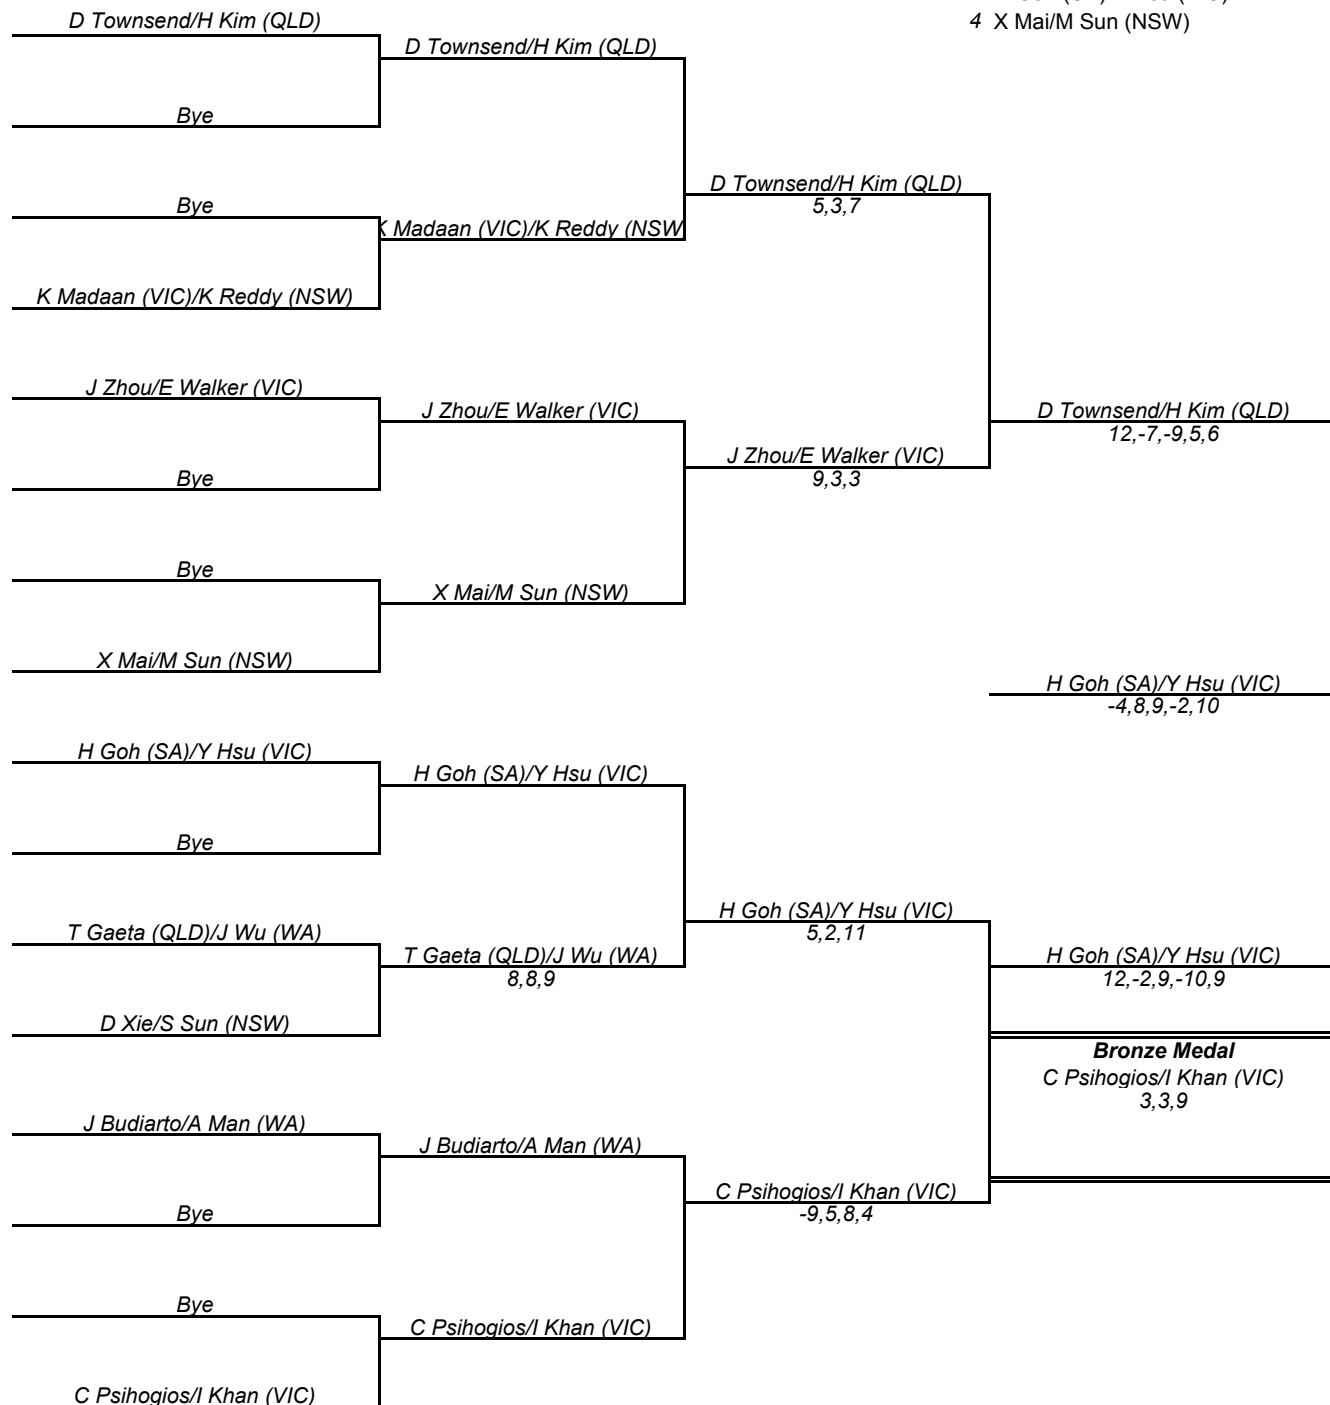 4 X Mai/M Sun (NSW)
D Townsend/H Kim (QLD)
D Townsend/H Kim (QLD)
Bye
D Townsend/H Kim (QLD)
5,3,7
Bye
K Madaan (VIC)/K Reddy (NSW
K Madaan (VIC)/K Reddy (NSW)
J Zhou/E Walker (VIC)
J Zhou/E Walker (VIC)
D Townsend/H Kim (QLD)
12,-7,-9,5,6
J Zhou/E Walker (VIC)
9,3,3
Bye
Bye
X Mai/M Sun (NSW)
X Mai/M Sun (NSW)
H Goh (SA)/Y Hsu (VIC)
-4,8,9,-2,10
H Goh (SA)/Y Hsu (VIC)
H Goh (SA)/Y Hsu (VIC)
Bye
H Goh (SA)/Y Hsu (VIC)
5,2,11
T Gaeta (QLD)/J Wu (WA)
T Gaeta (QLD)/J Wu (WA)
8,8,9
H Goh (SA)/Y Hsu (VIC)
12,-2,9,-10,9
D Xie/S Sun (NSW)
Bronze Medal
C Psihogios/I Khan (VIC)
3,3,9
J Budiarto/A Man (WA)
J Budiarto/A Man (WA)
C Psihogios/I Khan (VIC)
-9,5,8,4
Bye
Bye
C Psihogios/I Khan (VIC)
C Psihogios/I Khan (VIC)